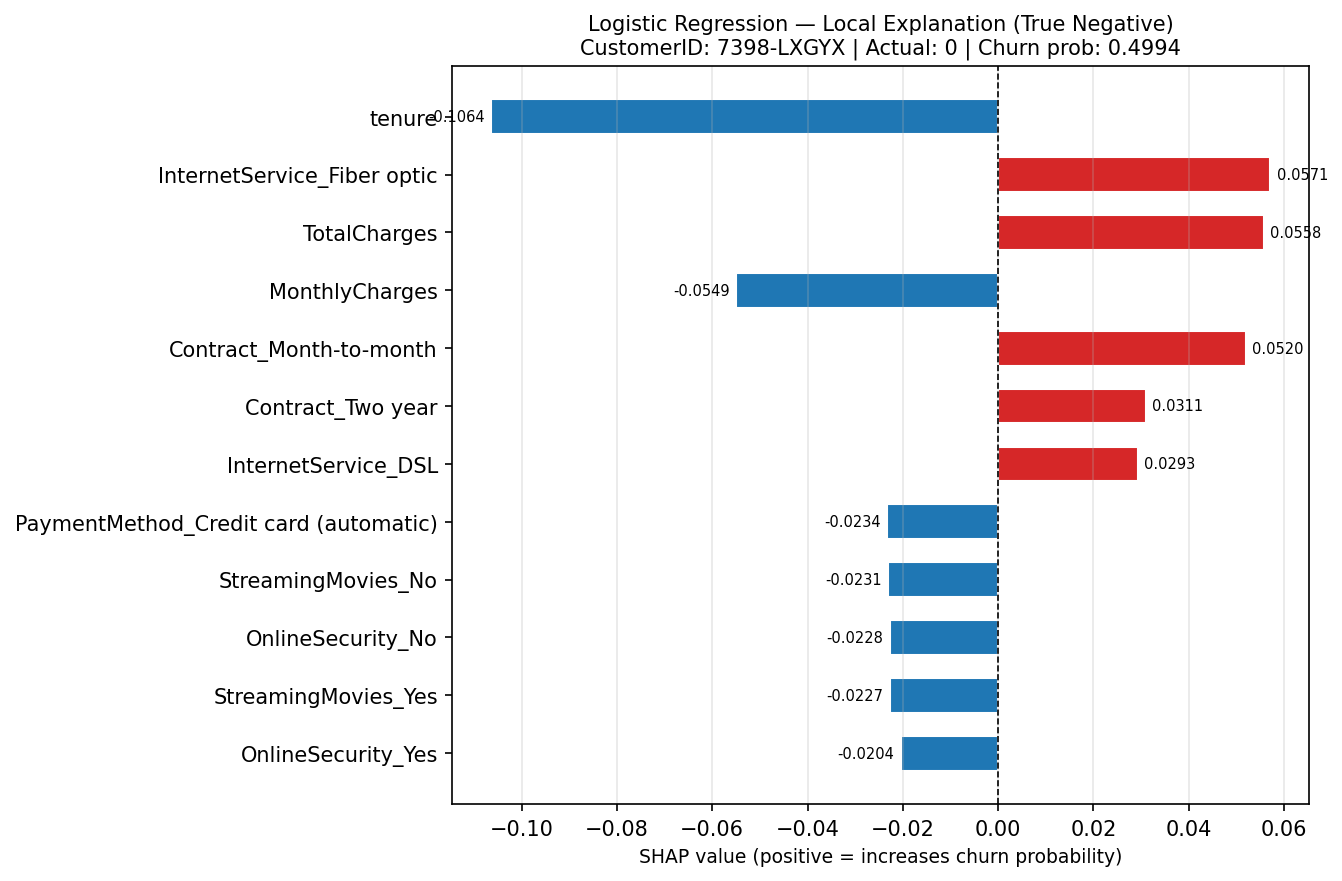 Logistic Regression — Local Explanation (True Negative)
CustomerID: 7398-LXGYX | Actual: 0 | Churn prob: 0.4994
tenure -0.1064
InternetService_Fiber optic 0.0571
TotalCharges 0.0558
MonthlyCharges -0.0549
Contract_Month-to-month 0.0520
Contract_Two year 0.0311
InternetService_DSL 0.0293
PaymentMethod_Credit card (automatic) -0.0234
StreamingMovies_No -0.0231
OnlineSecurity_No -0.0228
StreamingMovies_Yes -0.0227
OnlineSecurity_Yes -0.0204
−0.10 −0.08 −0.06 −0.04 −0.02 0.00 0.02 0.04 0.06
SHAP value (positive = increases churn probability)